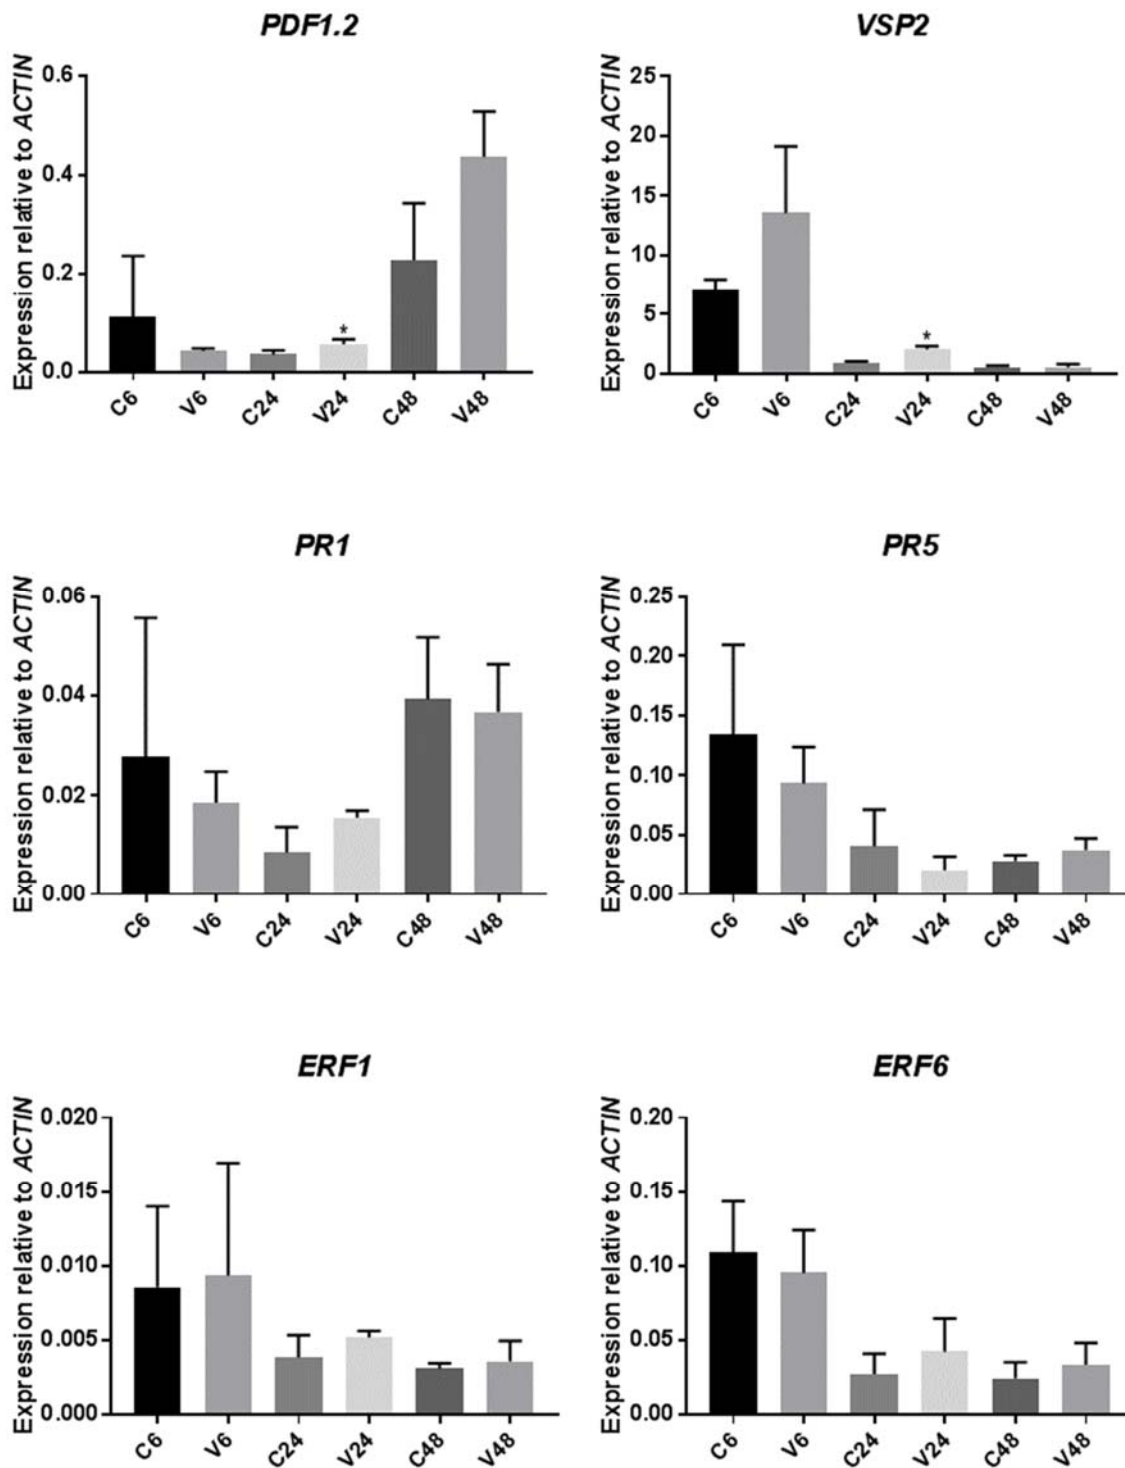 PDF1.2
Expression relative to ACTIN
0.6
0.4
0.2
0.0
C6
V6
C24
V24
C48
V48
*
VSP2
Expression relative to ACTIN
25
20
15
10
5
0
C6
V6
C24
V24
C48
V48
*
PR1
Expression relative to ACTIN
0.06
0.04
0.02
0.00
C6
V6
C24
V24
C48
V48
PR5
Expression relative to ACTIN
0.25
0.20
0.15
0.10
0.05
0.00
C6
V6
C24
V24
C48
V48
ERF1
Expression relative to ACTIN
0.020
0.015
0.010
0.005
0.000
C6
V6
C24
V24
C48
V48
ERF6
Expression relative to ACTIN
0.20
0.15
0.10
0.05
0.00
C6
V6
C24
V24
C48
V48